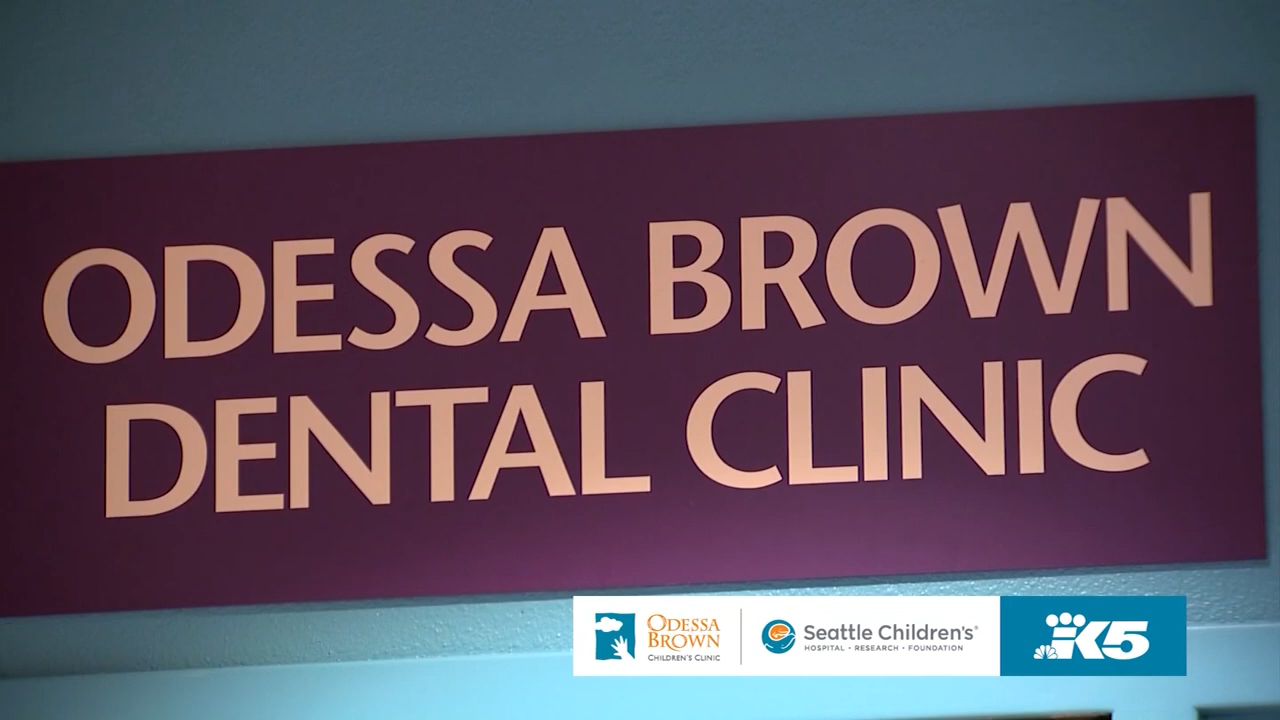 ODESSA BROWN
DENTAL CLINIC
ODESSA
BROWN
CHILDREN'S CLINIC
Seattle Children's®
HOSPITAL • RESEARCH • FOUNDATION
K5